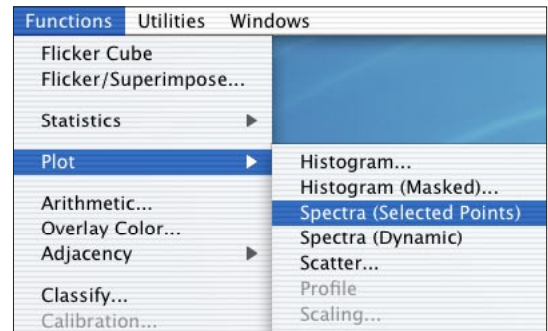 Functions Utilities Windows
Flicker Cube
Flicker/Superimpose...
Statistics
Plot
Arithmetic...
Overlay Color...
Adjacency
Classify...
Calibration...
Histogram...
Histogram (Masked)...
Spectra (Selected Points)
Spectra (Dynamic)
Scatter...
Profile
Scaling...